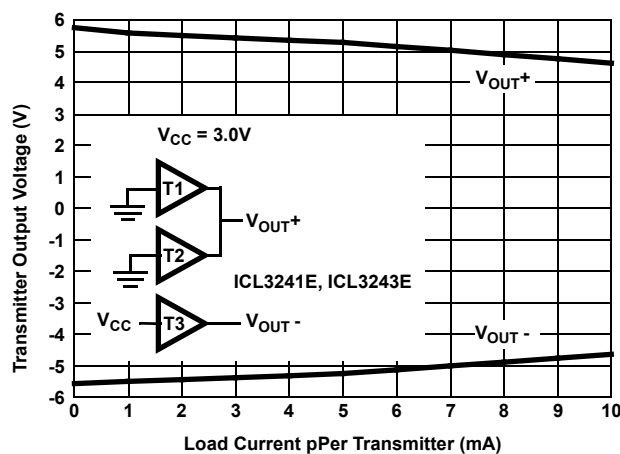 6
5
4
3
2
1
0
-1
-2
-3
-4
-5
-6
Transmitter Output Voltage (V)
VOUT+
VCC = 3.0V
T1
VOUT+
T2
ICL3241E, ICL3243E
VCC
T3
VOUT -
VOUT -
0 1 2 3 4 5 6 7 8 9 10
Load Current pPer Transmitter (mA)